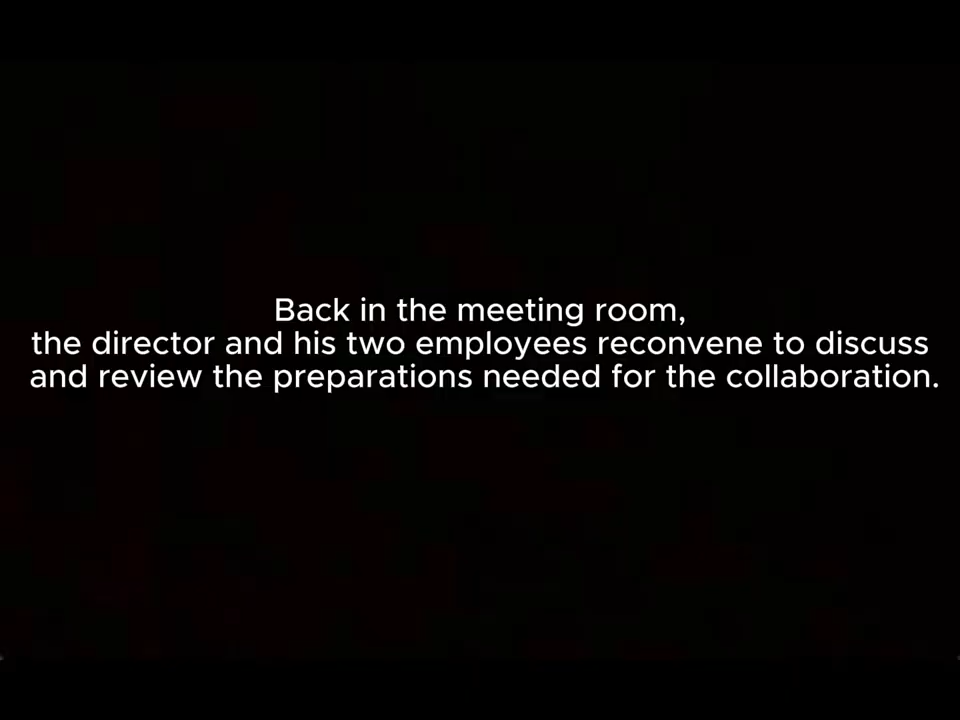 Back in the meeting room,
the director and his two employees reconvene to discuss
and review the preparations needed for the collaboration.